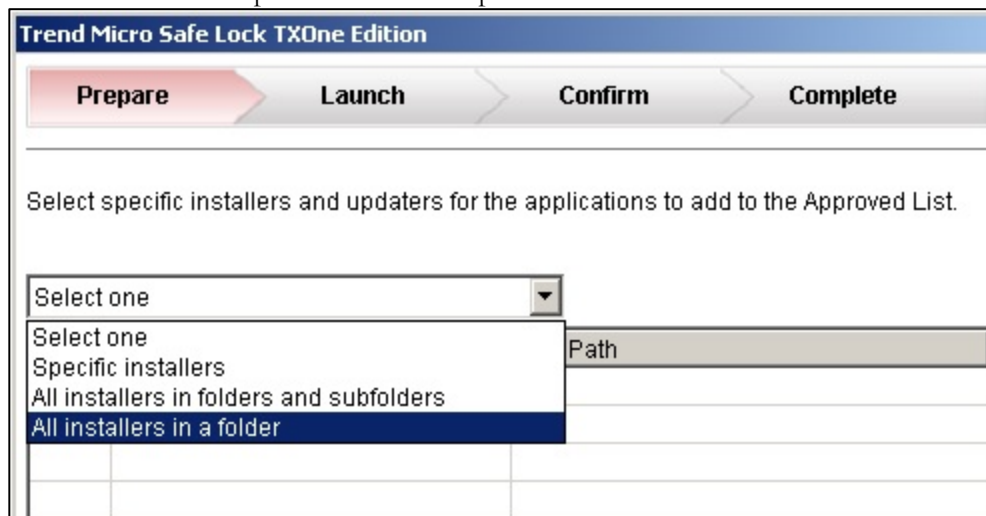 Trend Micro Safe Lock TXOne Edition
Prepare Launch Confirm Complete
Select specific installers and updaters for the applications to add to the Approved List.
Select one
Select one
Path
Specific installers
All installers in folders and subfolders
All installers in a folder